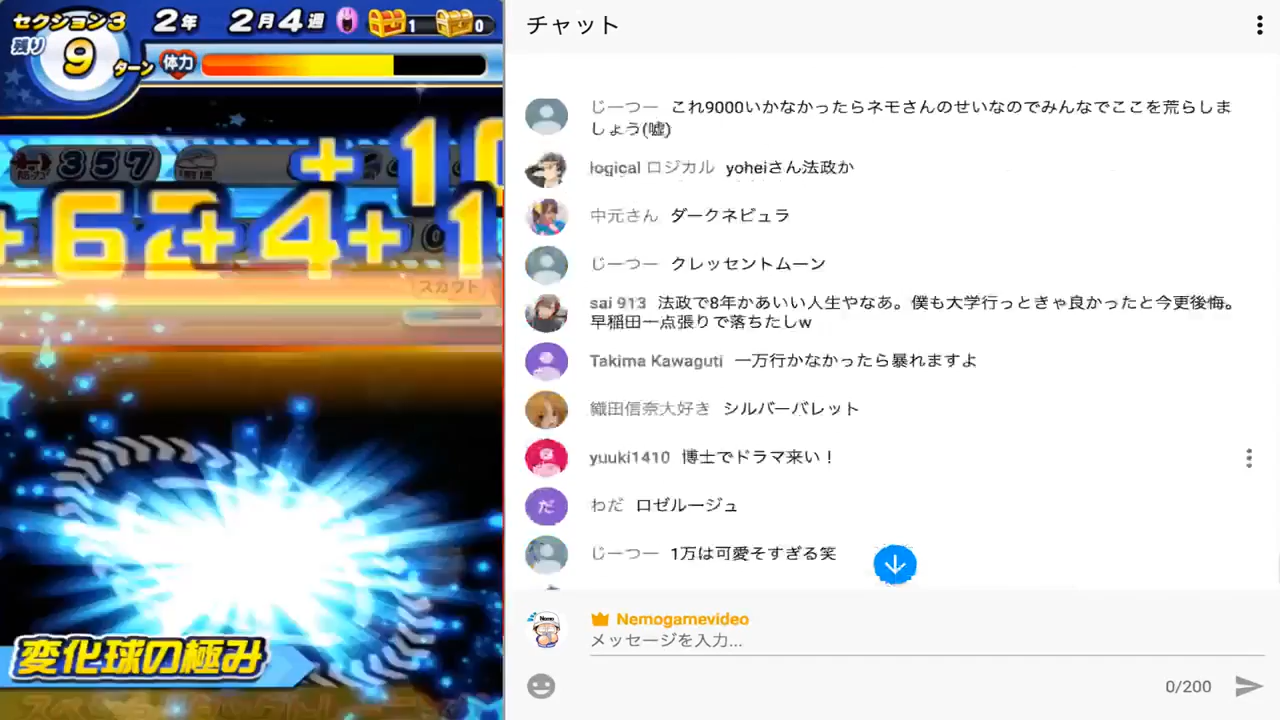 セクション3 2年 2月4週 1 0
残り 9 ターン 体力
357 +10
+62+4+1
スカウト
変化球の極み
チャット
じーつー これ9000いかなかったらネモさんのせいなのでみんなでここを荒らしま
しょう(嘘)
logical ロジカル yoheiさん法政か
中元さん ダークネビュラ
じーつー クレッセントムーン
sai 913 法政で8年かあいい人生やなあ。僕も大学行っときゃ良かったと今更後悔。
早稲田一点張りで落ちたしw
Takima Kawaguti 一万行かなかったら暴れますよ
織田信奈大好き シルバーバレット
yuuki1410 博士でドラマ来い！
だ わだ ロゼルージュ
じーつー 1万は可愛そすぎる笑
Nemogamevideo
メッセージを入力...
0/200